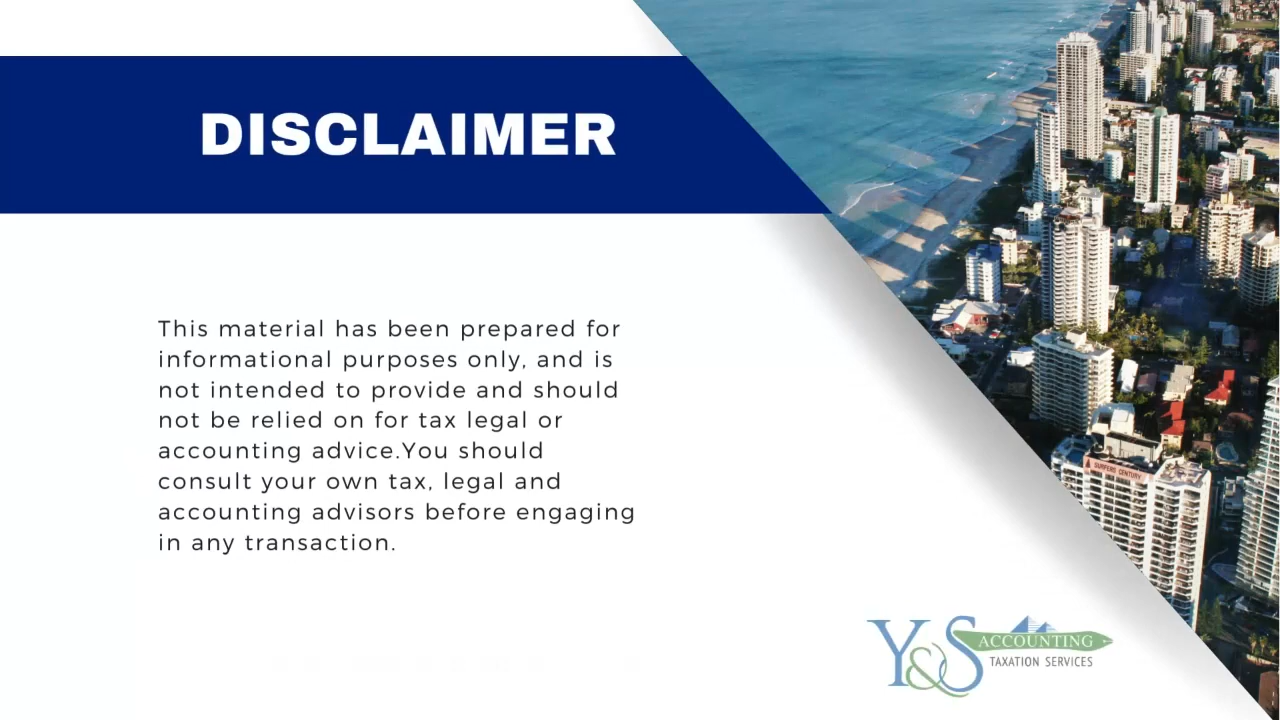 DISCLAIMER
This material has been prepared for
informational purposes only, and is
not intended to provide and should
not be relied on for tax legal or
accounting advice.You should
consult your own tax, legal and
accounting advisors before engaging
in any transaction.
SURFERS CENTURY
Y&S ACCOUNTING
TAXATION SERVICES